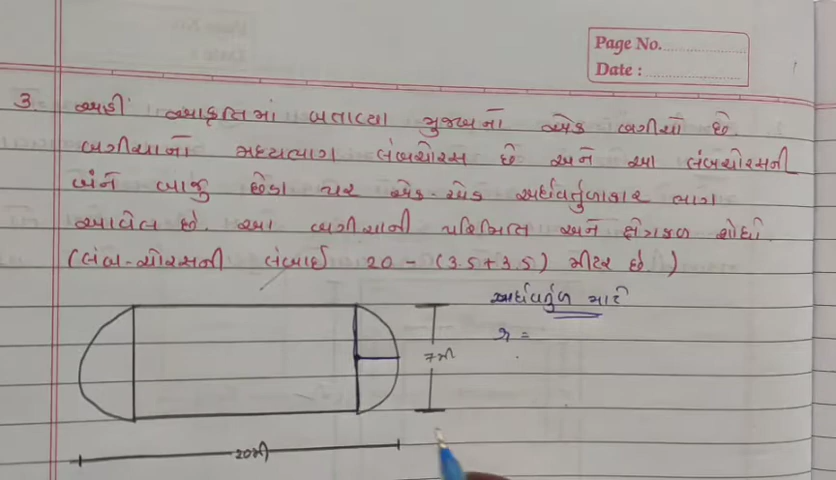 Page No.
Date :
3. અહીં આકૃતિમાં બતાવ્યા મુજબનો એક બગીચો છે
બગીચાનો મધ્યભાગ લંબચોરસ છે અને આ લંબચોરસની
બંને બાજુ છેડા પર એક-એક અર્ધવર્તુળાકાર ભાગ
આવેલ છે. આ બગીચાની પરિમિતિ અને ક્ષેત્રફળ શોધો.
(લંબ-ચોરસની લંબાઈ 20 - (3.5+3.5) મીટર છે)
અર્ધવર્તુળ માટે
r =
7મી
20મી